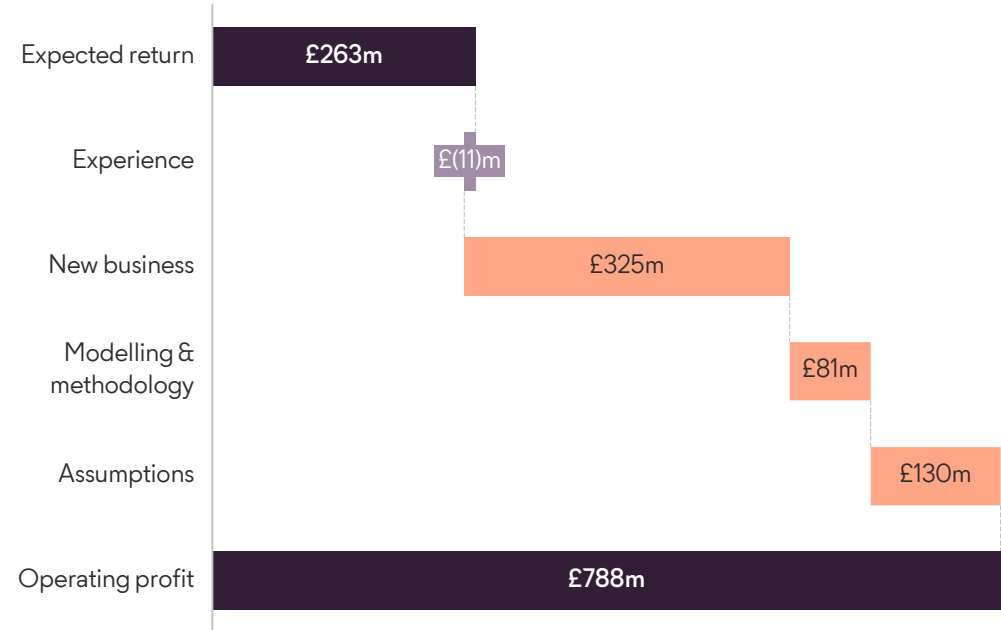 Expected return
£263m
Experience
£(11)m
New business
£325m
Modelling &
methodology
£81m
Assumptions
£130m
Operating profit
£788m